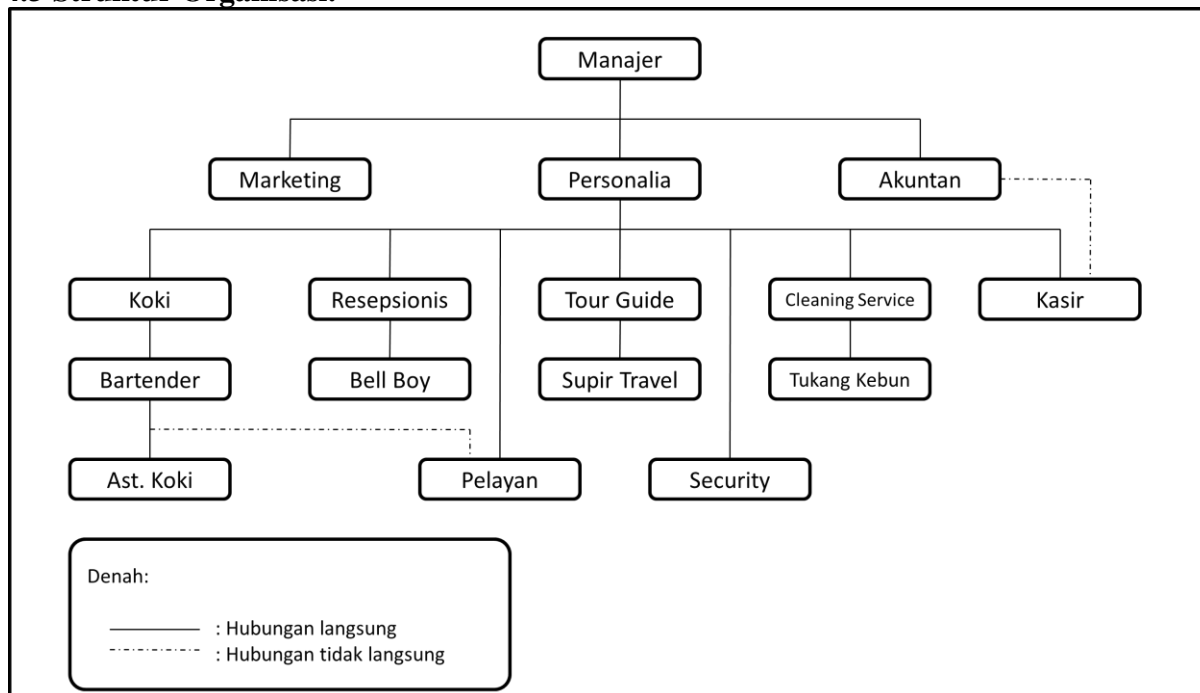 4.3 Struktur Organisasi.
Manajer
Marketing
Personalia
Akuntan
Koki
Resepsionis
Tour Guide
Cleaning Service
Kasir
Bartender
Bell Boy
Supir Travel
Tukang Kebun
Ast. Koki
Pelayan
Security
Denah:
: Hubungan langsung
: Hubungan tidak langsung